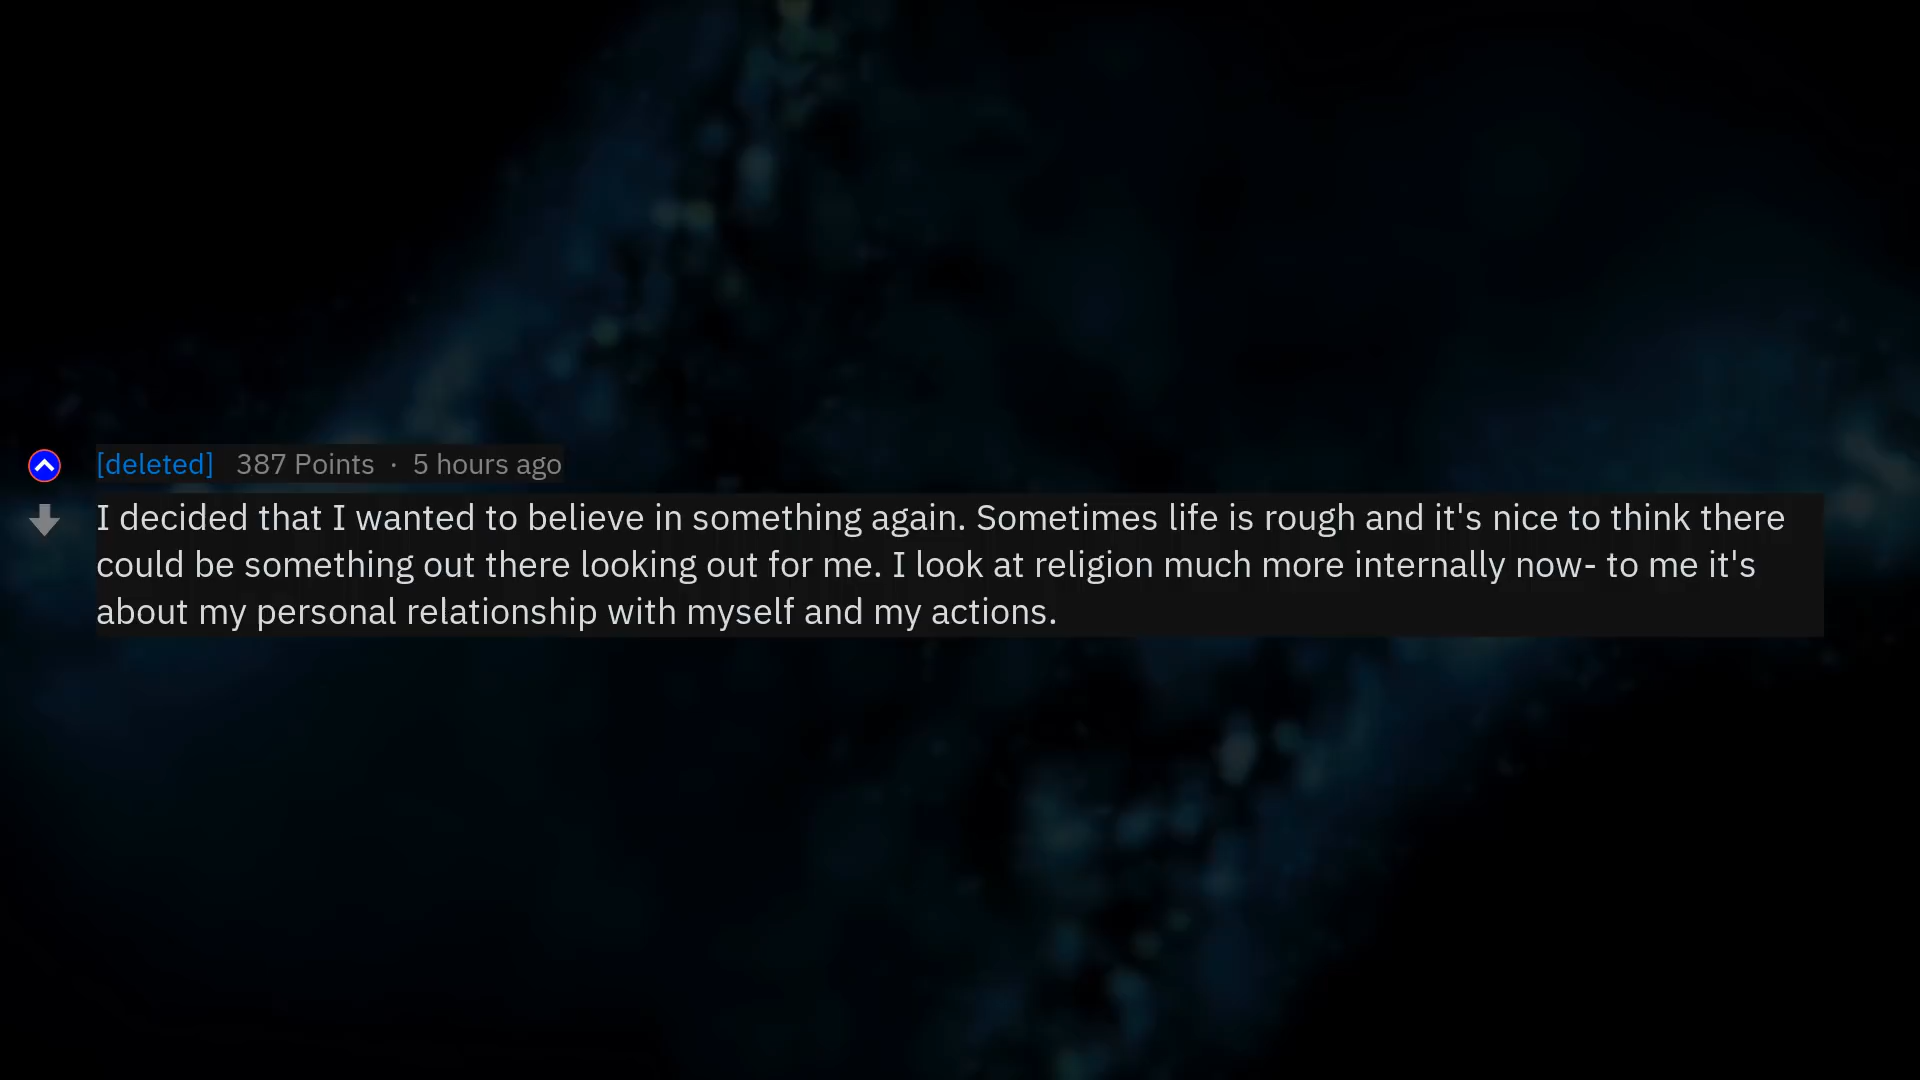 [deleted] 387 Points · 5 hours ago
I decided that I wanted to believe in something again. Sometimes life is rough and it's nice to think there
could be something out there looking out for me. I look at religion much more internally now- to me it's
about my personal relationship with myself and my actions.